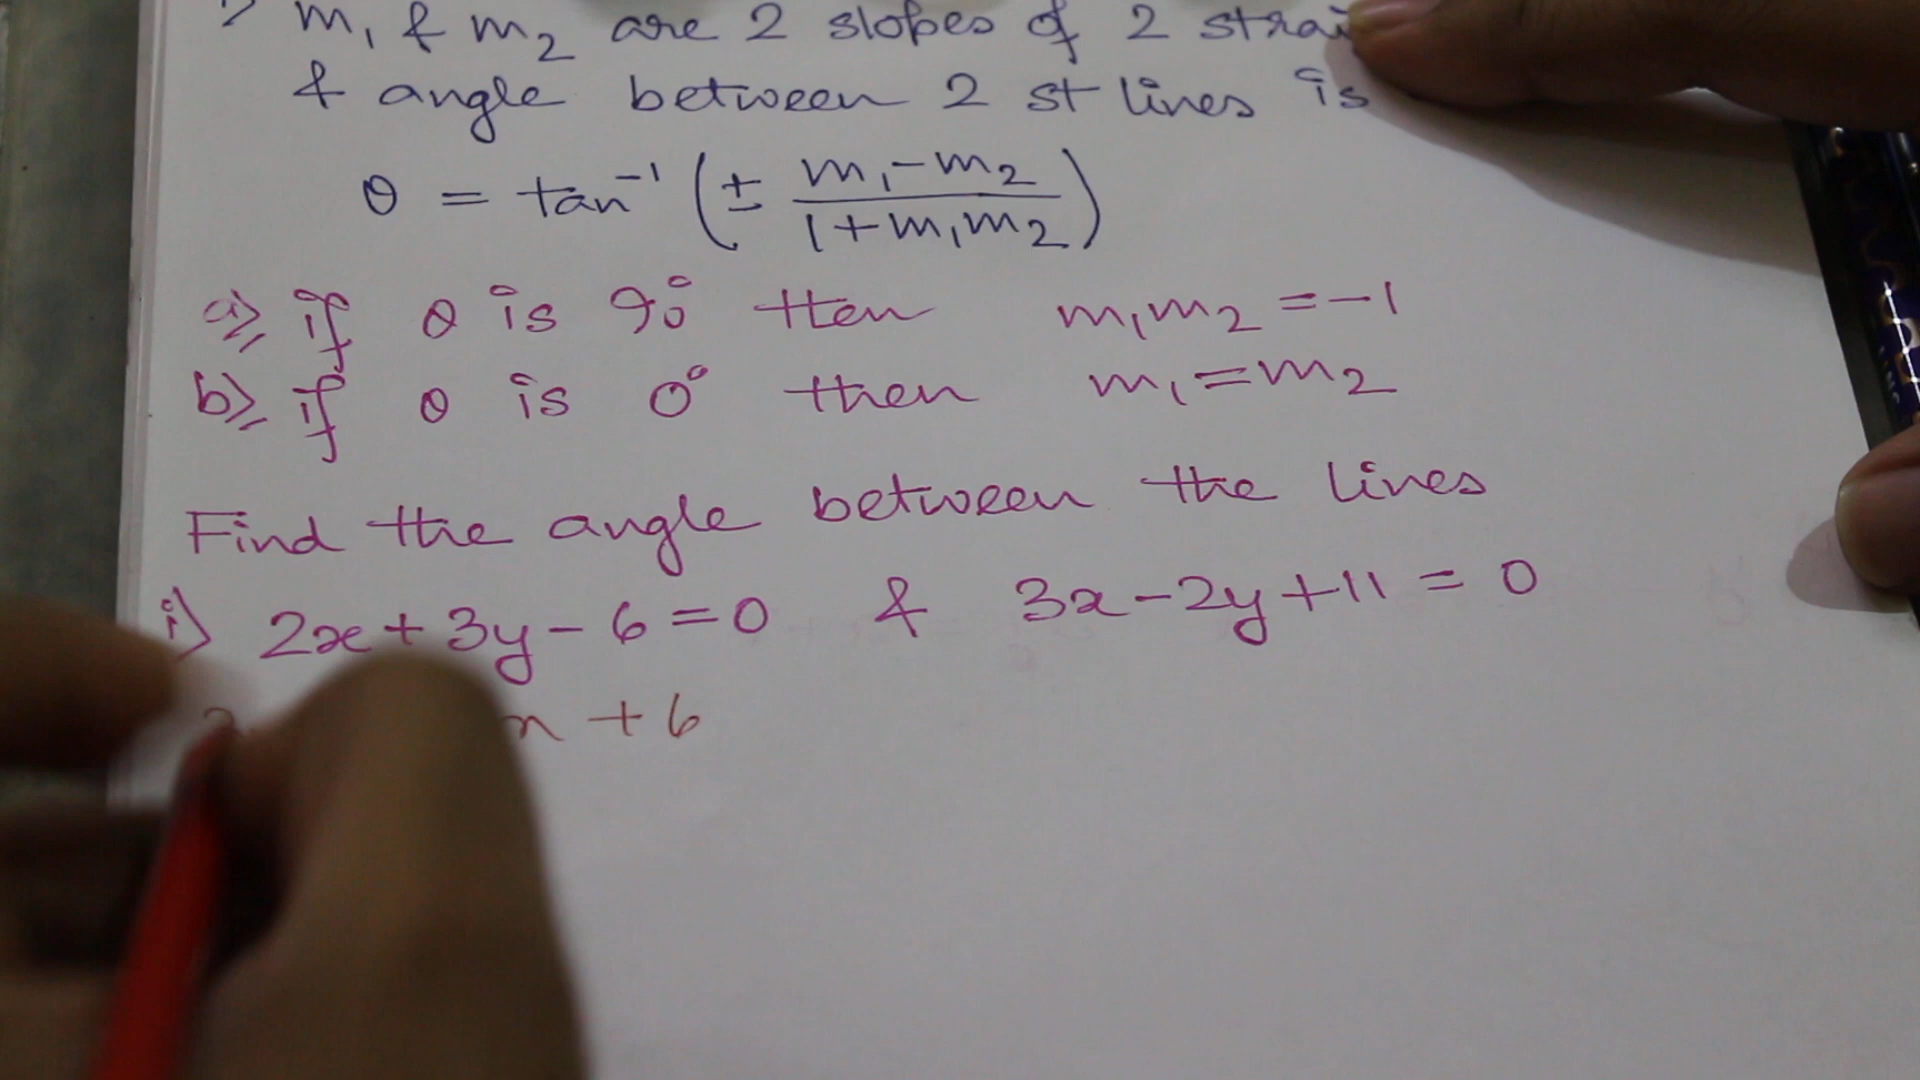 m₁ & m₂ are 2 slopes of 2
& angle between 2 st lines is
θ = tan⁻¹ (± (m₁-m₂)/(1+m₁m₂))
a) if θ is 90° then m₁m₂ = -1
b) if θ is 0° then m₁ = m₂
Find the angle between the lines
i) 2x + 3y - 6 = 0 & 3x - 2y + 11 = 0
+ 6